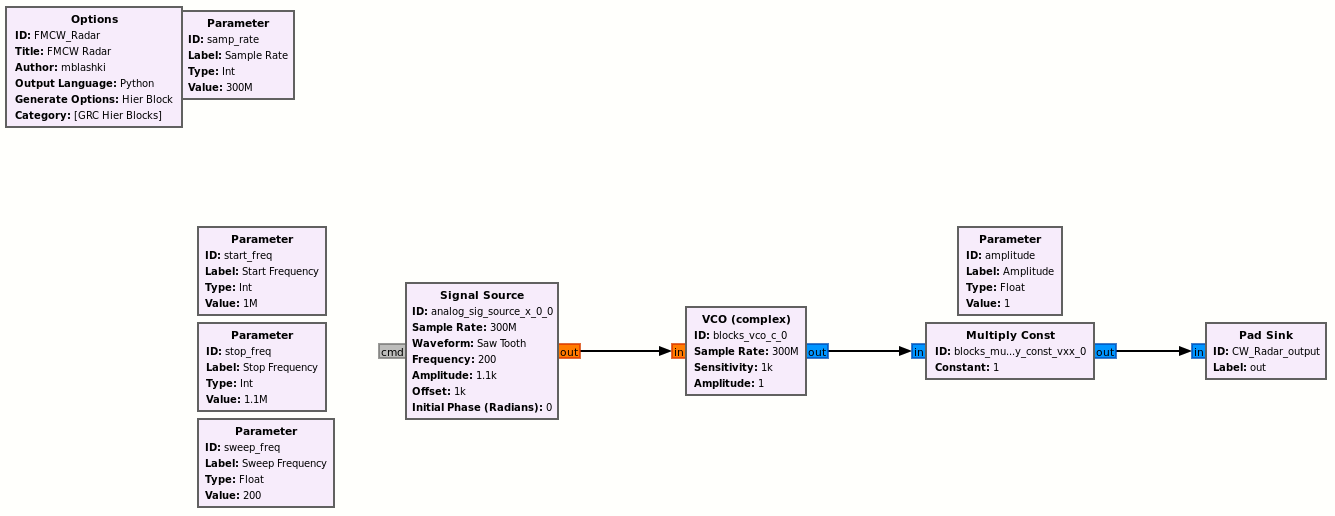 Options
ID: FMCW_Radar
Title: FMCW Radar
Author: mblashki
Output Language: Python
Generate Options: Hier Block
Category: [GRC Hier Blocks]
Parameter
ID: samp_rate
Label: Sample Rate
Type: Int
Value: 300M
Parameter
ID: start_freq
Label: Start Frequency
Type: Int
Value: 1M
Parameter
ID: stop_freq
Label: Stop Frequency
Type: Int
Value: 1.1M
Parameter
ID: sweep_freq
Label: Sweep Frequency
Type: Float
Value: 200
cmd
Signal Source
ID: analog_sig_source_x_0_0
Sample Rate: 300M
Waveform: Saw Tooth
Frequency: 200
Amplitude: 1.1k
Offset: 1k
Initial Phase (Radians): 0
out
in
VCO (complex)
ID: blocks_vco_c_0
Sample Rate: 300M
Sensitivity: 1k
Amplitude: 1
out
Parameter
ID: amplitude
Label: Amplitude
Type: Float
Value: 1
in
Multiply Const
ID: blocks_mu...y_const_vxx_0
Constant: 1
out
in
Pad Sink
ID: CW_Radar_output
Label: out